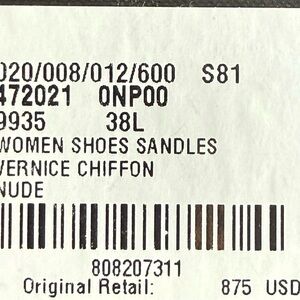 020/008/012/600 S81
472021 0NP00
9935 38L
WOMEN SHOES SANDLES
VERNICE CHIFFON
NUDE
808207311
Original Retail: 875 USD